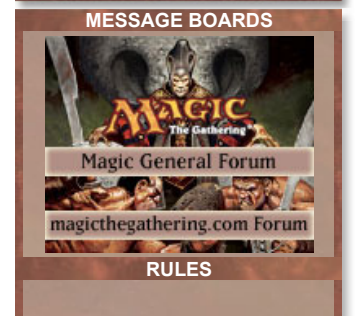 MESSAGE BOARDS
MAGIC
The Gathering
Magic General Forum
magicthegathering.com Forum
RULES